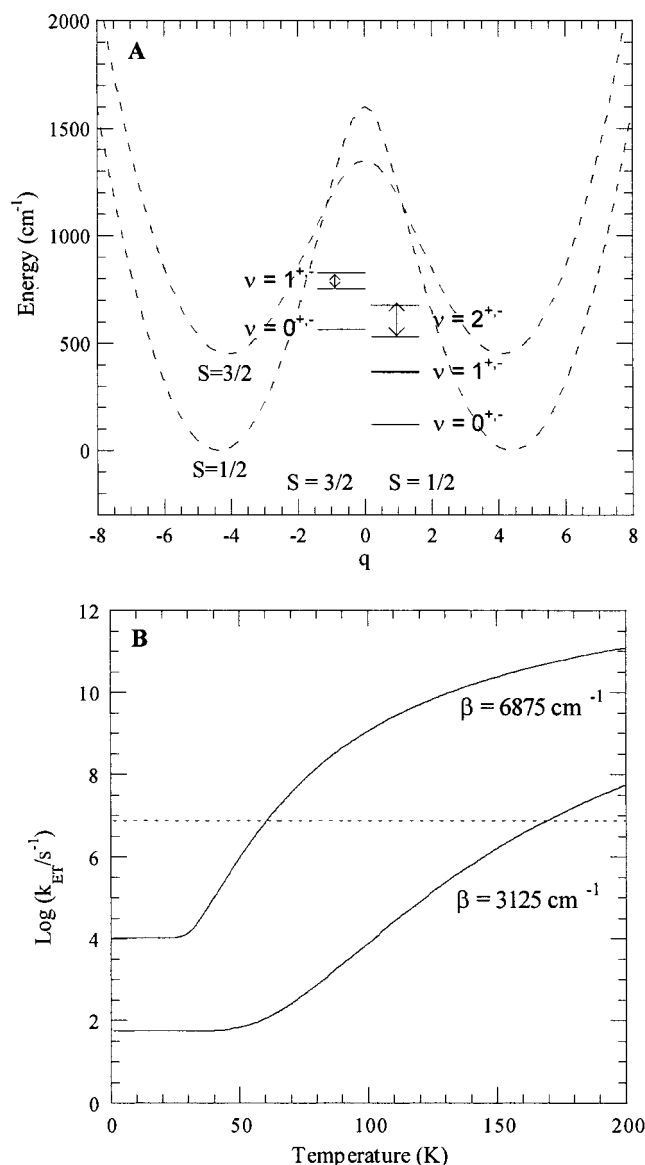 A
2000
1500
1000
500
0
Energy (cm⁻¹)
ν = 1⁺,⁻
ν = 0⁺,⁻
ν = 2⁺,⁻
ν = 1⁺,⁻
ν = 0⁺,⁻
S=3/2
S=1/2
S = 3/2 S = 1/2
-8 -6 -4 -2 0 2 4 6 8
q
B
12
10
8
6
4
2
0
Log (k_ET/s⁻¹)
β = 6875 cm ⁻¹
β = 3125 cm ⁻¹
0 50 100 150 200
Temperature (K)